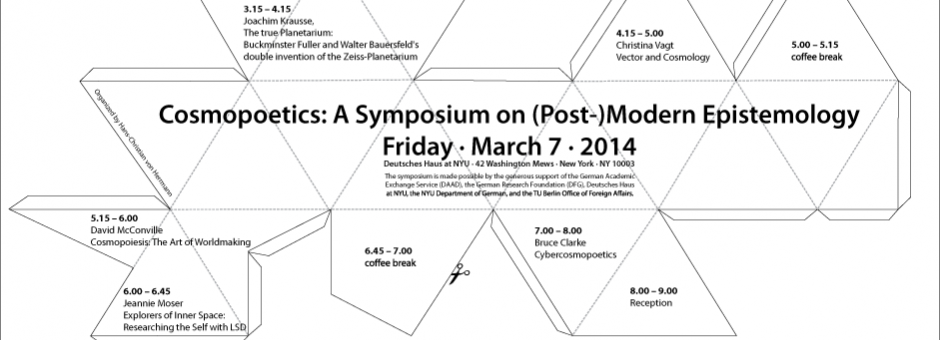 3.15 – 4.15
Joachim Krausse,
The true Planetarium:
Buckminster Fuller and Walter Bauersfeld's
double invention of the Zeiss-Planetarium
4.15 – 5.00
Christina Vagt
Vector and Cosmology
5.00 – 5.15
coffee break
Organized by Hans-Christian von Herrmann
Cosmopoetics: A Symposium on (Post-)Modern Epistemology
Friday · March 7 · 2014
Deutsches Haus at NYU · 42 Washington Mews · New York · NY 10003
The symposium is made possible by the generous support of the German Academic
Exchange Service (DAAD), the German Research Foundation (DFG), Deutsches Haus
at NYU, the NYU Department of German, and the TU Berlin Office of Foreign Affairs.
5.15 – 6.00
David McConville
Cosmopoiesis: The Art of Worldmaking
6.00 – 6.45
Jeannie Moser
Explorers of Inner Space:
Researching the Self with LSD
6.45 – 7.00
coffee break
7.00 – 8.00
Bruce Clarke
Cybercosmopoetics
8.00 – 9.00
Reception